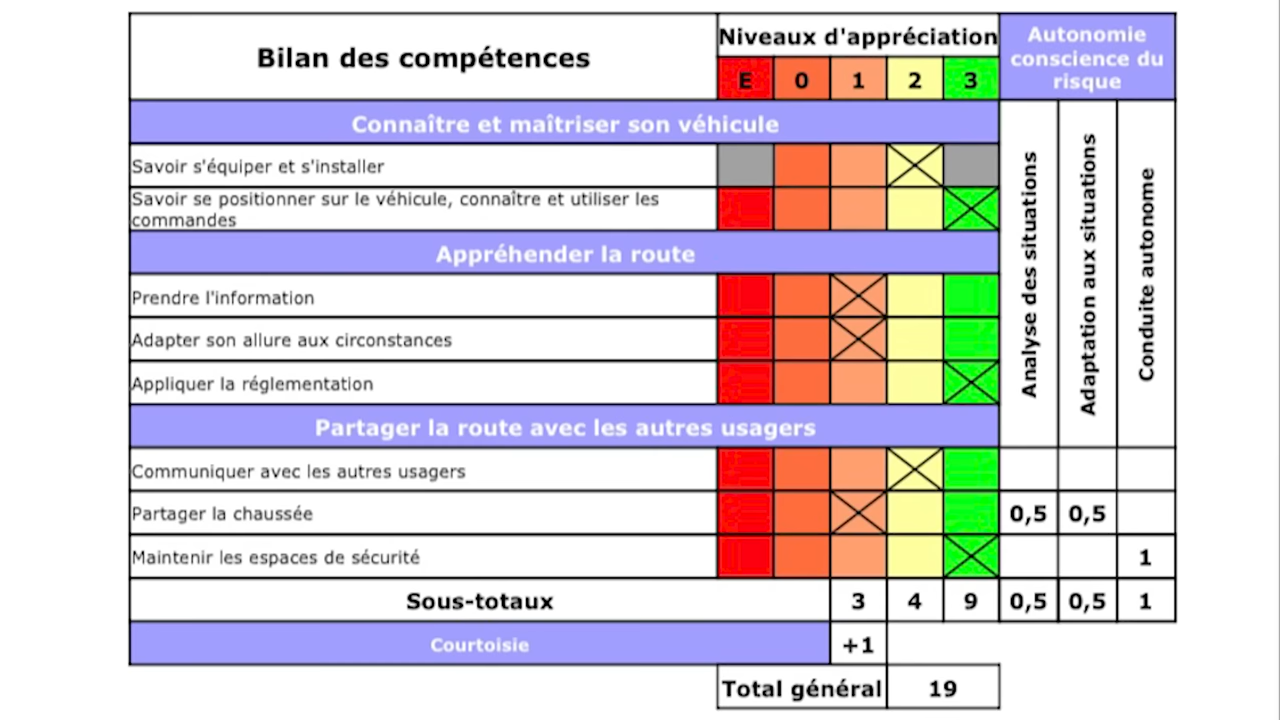 Bilan des compétences
Niveaux d'appréciation
E 0 1 2 3
Autonomie
conscience du
risque
Connaître et maîtriser son véhicule
Analyse des situations
Adaptation aux situations
Conduite autonome
Savoir s'équiper et s'installer
Savoir se positionner sur le véhicule, connaître et utiliser les
commandes
Appréhender la route
Prendre l'information
Adapter son allure aux circonstances
Appliquer la réglementation
Partager la route avec les autres usagers
Communiquer avec les autres usagers
Partager la chaussée 0,5 0,5
Maintenir les espaces de sécurité 1
Sous-totaux 3 4 9 0,5 0,5 1
Courtoisie +1
Total général 19